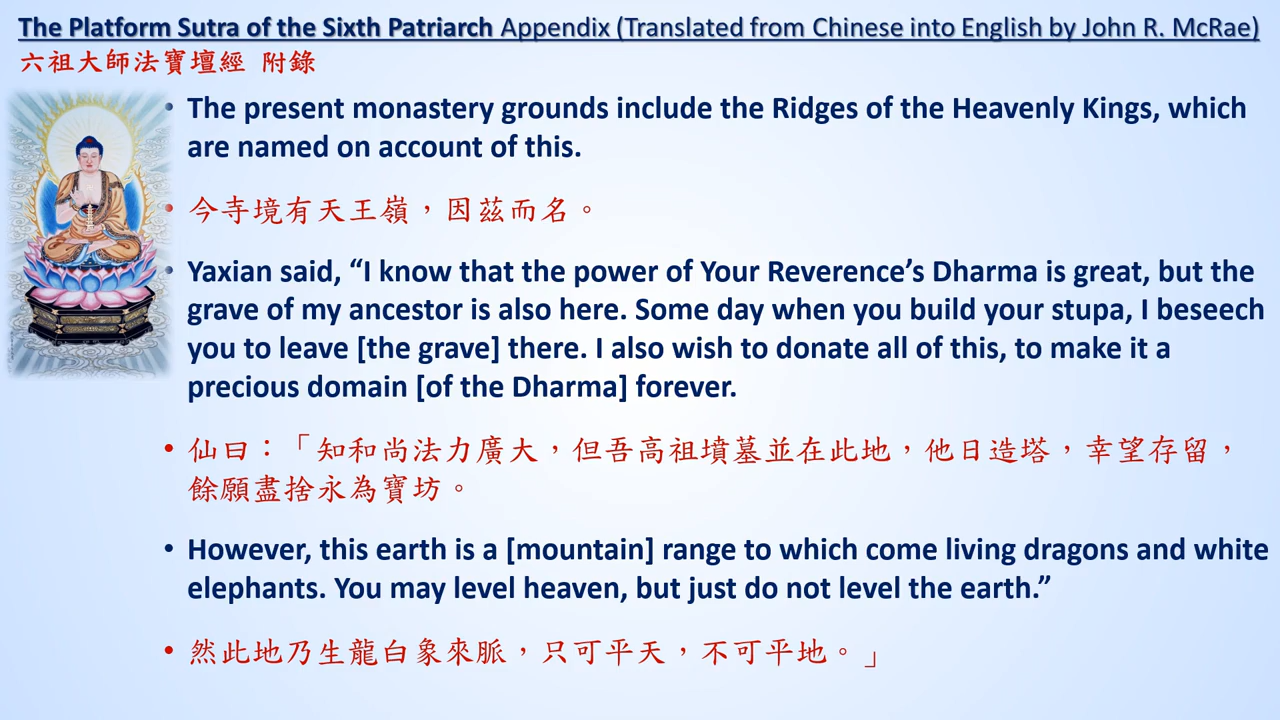 The Platform Sutra of the Sixth Patriarch Appendix (Translated from Chinese into English by John R. McRae)
六祖大師法寶壇經 附錄
• The present monastery grounds include the Ridges of the Heavenly Kings, which
are named on account of this.
• 今寺境有天王嶺，因茲而名。
• Yaxian said, “I know that the power of Your Reverence’s Dharma is great, but the
grave of my ancestor is also here. Some day when you build your stupa, I beseech
you to leave [the grave] there. I also wish to donate all of this, to make it a
precious domain [of the Dharma] forever.
• 仙曰：「知和尚法力廣大，但吾高祖墳墓並在此地，他日造塔，幸望存留，
餘願盡捨永為寶坊。
• However, this earth is a [mountain] range to which come living dragons and white
elephants. You may level heaven, but just do not level the earth.”
• 然此地乃生龍白象來脈，只可平天，不可平地。」